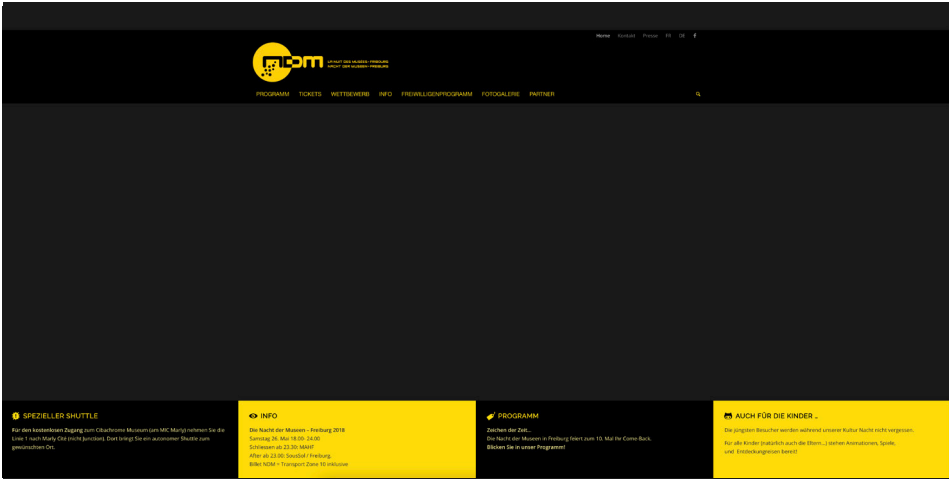 Home Kontakt Presse FR DE f
NDM LA NUIT DES MUSEES-FRIBOURG
NACHT DER MUSEEN-FREIBURG
PROGRAMM TICKETS WETTBEWERB INFO FREIWILLIGENPROGRAMM FOTOGALERIE PARTNER
SPEZIELLER SHUTTLE
Für den kostenlosen Zugang zum Cibachrome Museum (am MIC Marly) nehmen Sie die
Linie 1 nach Marly Cité (nicht Junction). Dort bringt Sie ein autonomer Shuttle zum
gewünschten Ort.
INFO
Die Nacht der Museen – Freiburg 2018
Samstag 26. Mai 18.00- 24.00
Schliessen ab 23.30: MAHF
After ab 23.00: SousSol / Freiburg.
Billet NDM = Transport Zone 10 inklusive
PROGRAMM
Zeichen der Zeit...
Die Nacht der Museen in Freiburg feiert zum 10. Mal Ihr Come-Back.
Blicken Sie in unser Programm!
AUCH FÜR DIE KINDER ..
Die jüngsten Besucher werden während unserer Kultur Nacht nicht vergessen.
Für alle Kinder (natürlich auch die Eltern...) stehen Animationen, Spiele,
und Entdeckungreisen bereit!